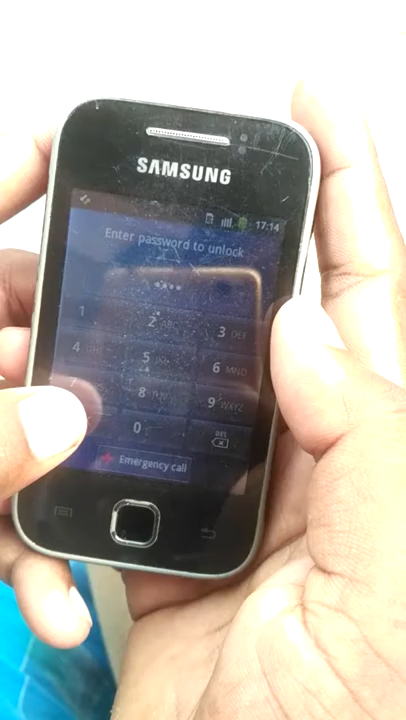 SAMSUNG
17:14
Enter password to unlock
1
2 ABC
3 DEF
4 GHI
5 JKL
6 MNO
7
8 TUV
9 WXYZ
0
DEL
Emergency call